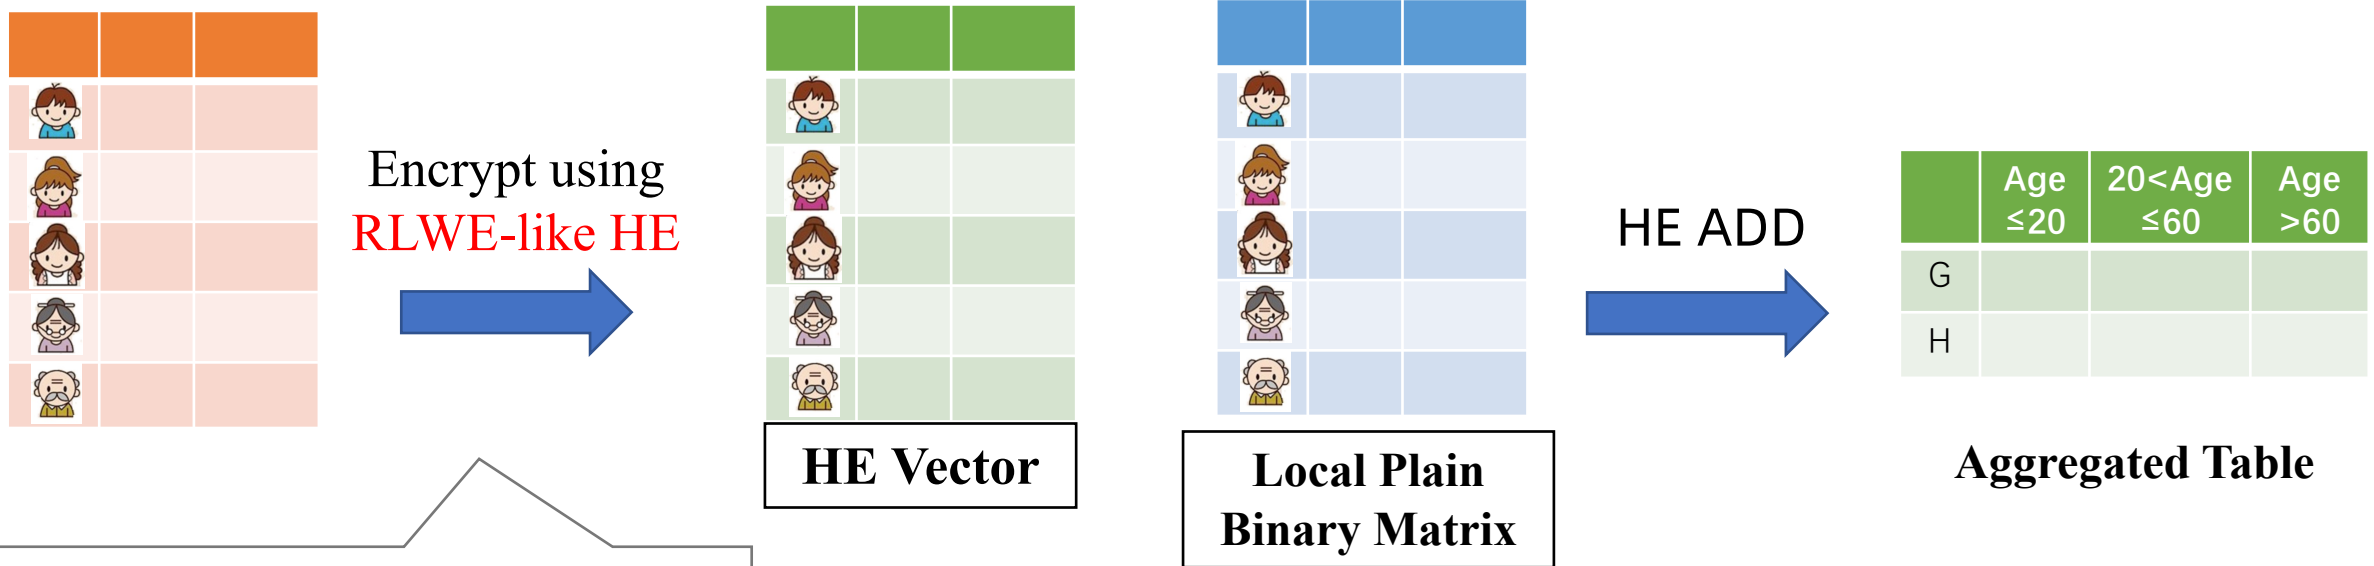 Encrypt using
RLWE-like HE
HE Vector
Local Plain
Binary Matrix
HE ADD
Age 20<Age Age
≤20 ≤60 >60
G
H
Aggregated Table